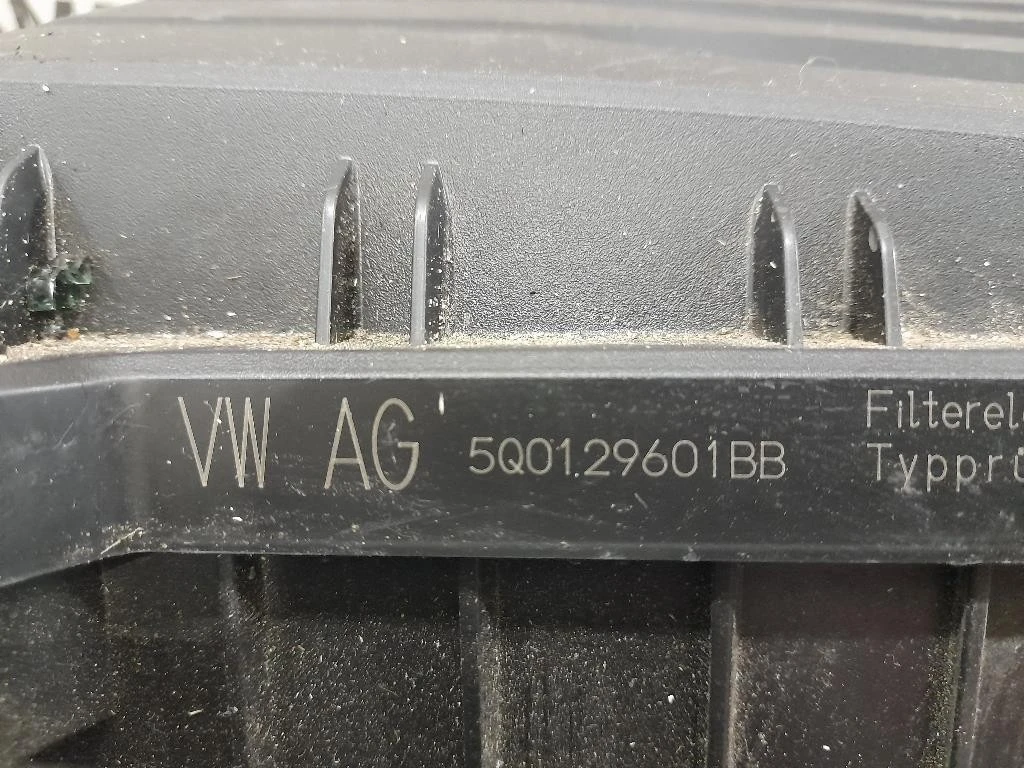 VW AG 5Q0129601BB
Filterel
Typprü